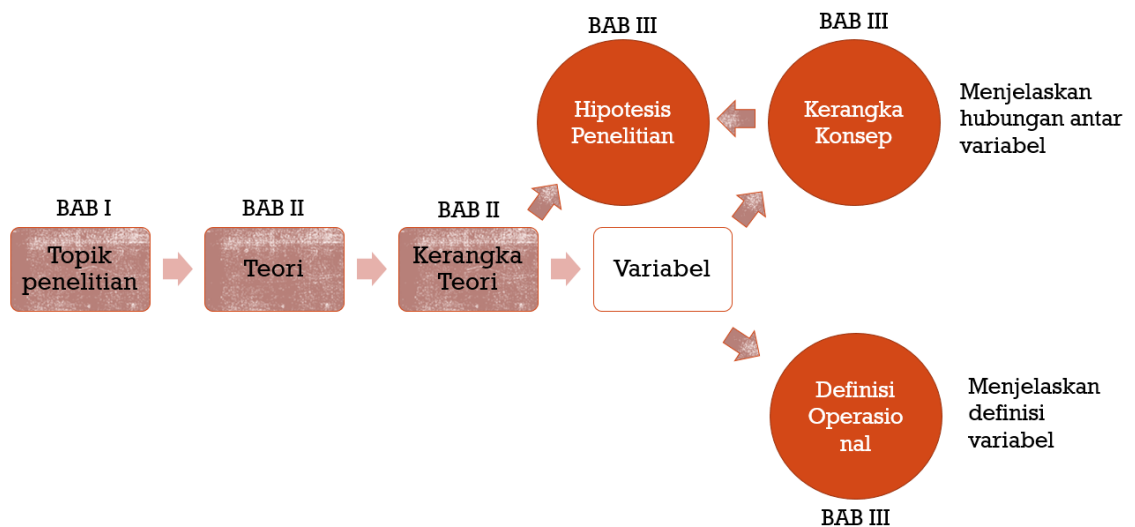 BAB III
BAB III
Hipotesis
Penelitian
Kerangka
Konsep
Menjelaskan
hubungan antar
variabel
BAB I
BAB II
BAB II
Topik
penelitian
Teori
Kerangka
Teori
Variabel
Definisi
Operasio
nal
Menjelaskan
definisi
variabel
BAB III